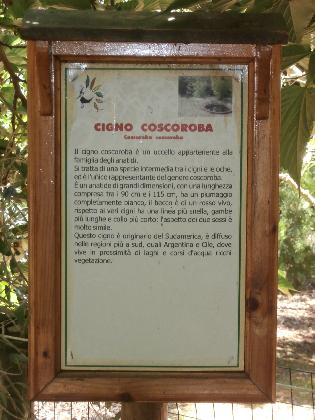 CIGNO COSCOROBA
Coscoroba coscoroba
Il cigno coscoroba è un uccello appartenente alla
famiglia degli anatidi.
Si tratta di una specie intermedia tra i cigni e le oche,
ed è l'unico rappresentante del genere coscoroba.
È un anatide di grandi dimensioni, con una lunghezza
compresa tra i 90 cm e i 115 cm, ha un piumaggio
completamente bianco, il becco è di un rosso vivo,
rispetto ai veri cigni ha una linea più snella, gambe
più lunghe e collo più corto: l'aspetto dei due sessi è
molto simile.
Questo cigno è originario del Sudamerica, è diffuso
nelle regioni più a sud, quali Argentina e Cile, dove
vive in prossimità di laghi e corsi d'acqua ricchi
vegetazione.